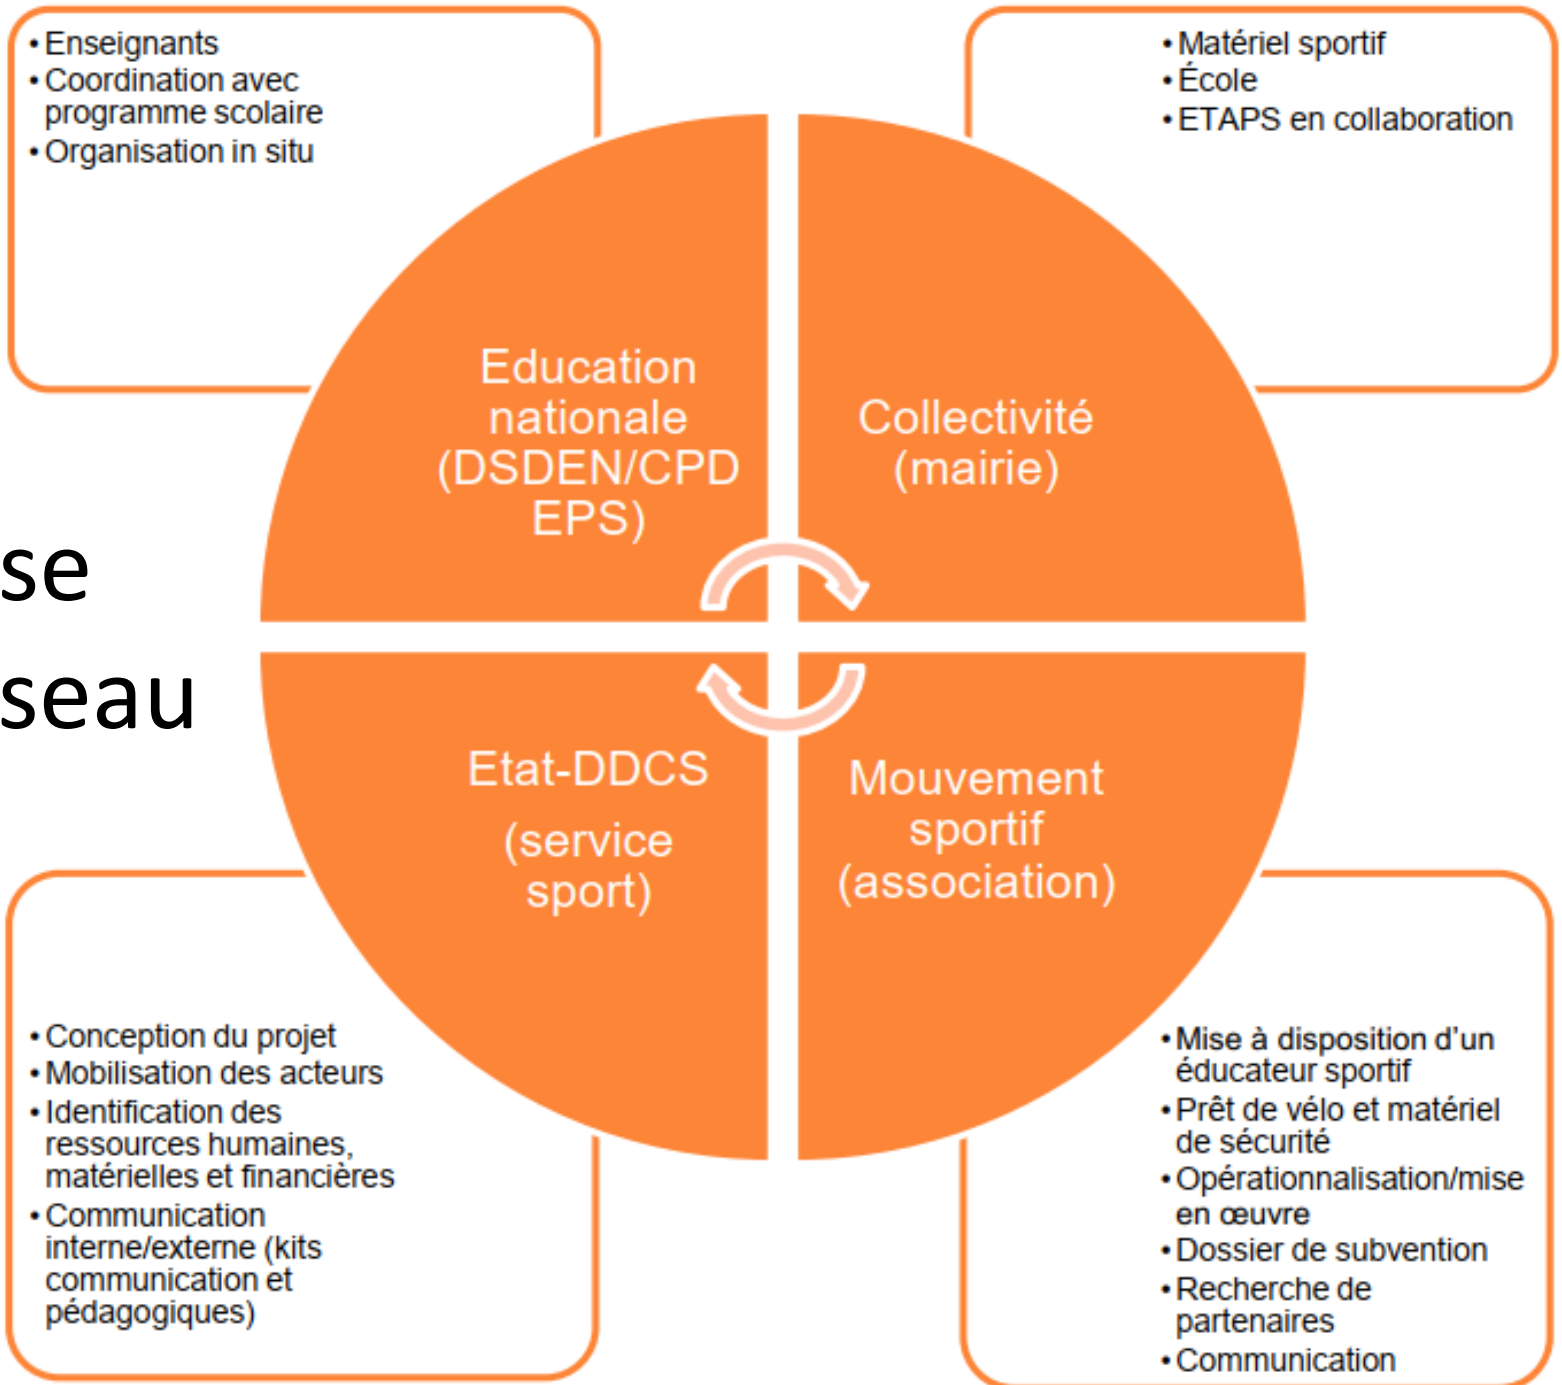 • Enseignants
• Coordination avec
programme scolaire
• Organisation in situ
• Matériel sportif
• École
• ETAPS en collaboration
Education
nationale
(DSDEN/CPD
EPS)
Collectivité
(mairie)
se
seau
Etat-DDCS
(service
sport)
Mouvement
sportif
(association)
• Conception du projet
• Mobilisation des acteurs
• Identification des
ressources humaines,
matérielles et financières
• Communication
interne/externe (kits
communication et
pédagogiques)
• Mise à disposition d’un
éducateur sportif
• Prêt de vélo et matériel
de sécurité
• Opérationnalisation/mise
en œuvre
• Dossier de subvention
• Recherche de
partenaires
• Communication